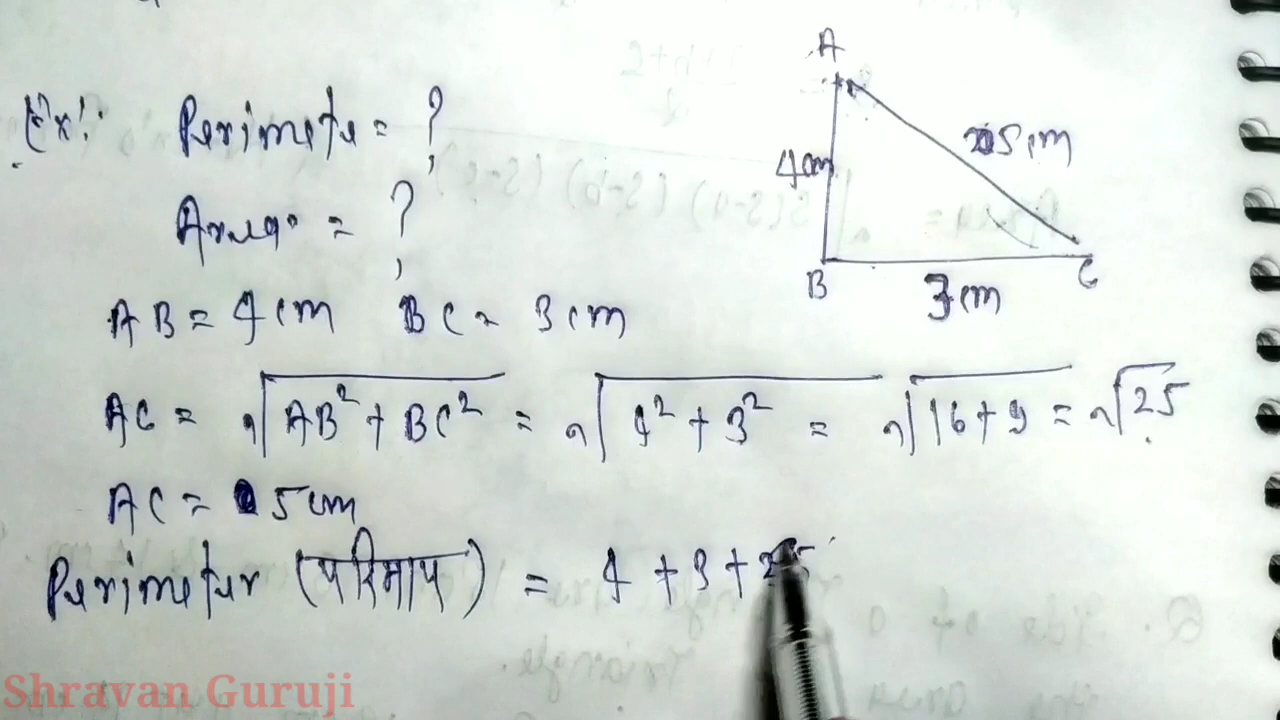 Ex:
Perimete = ?
Area = ?
A
4cm
5cm
B
3cm
C
AB = 4cm BC = 3cm
AC = √AB² + BC² = √4² + 3² = √16+9 = √25
AC = 5cm
Perimeter (परिमाप) = 4 + 3 +
Shravan Guruji